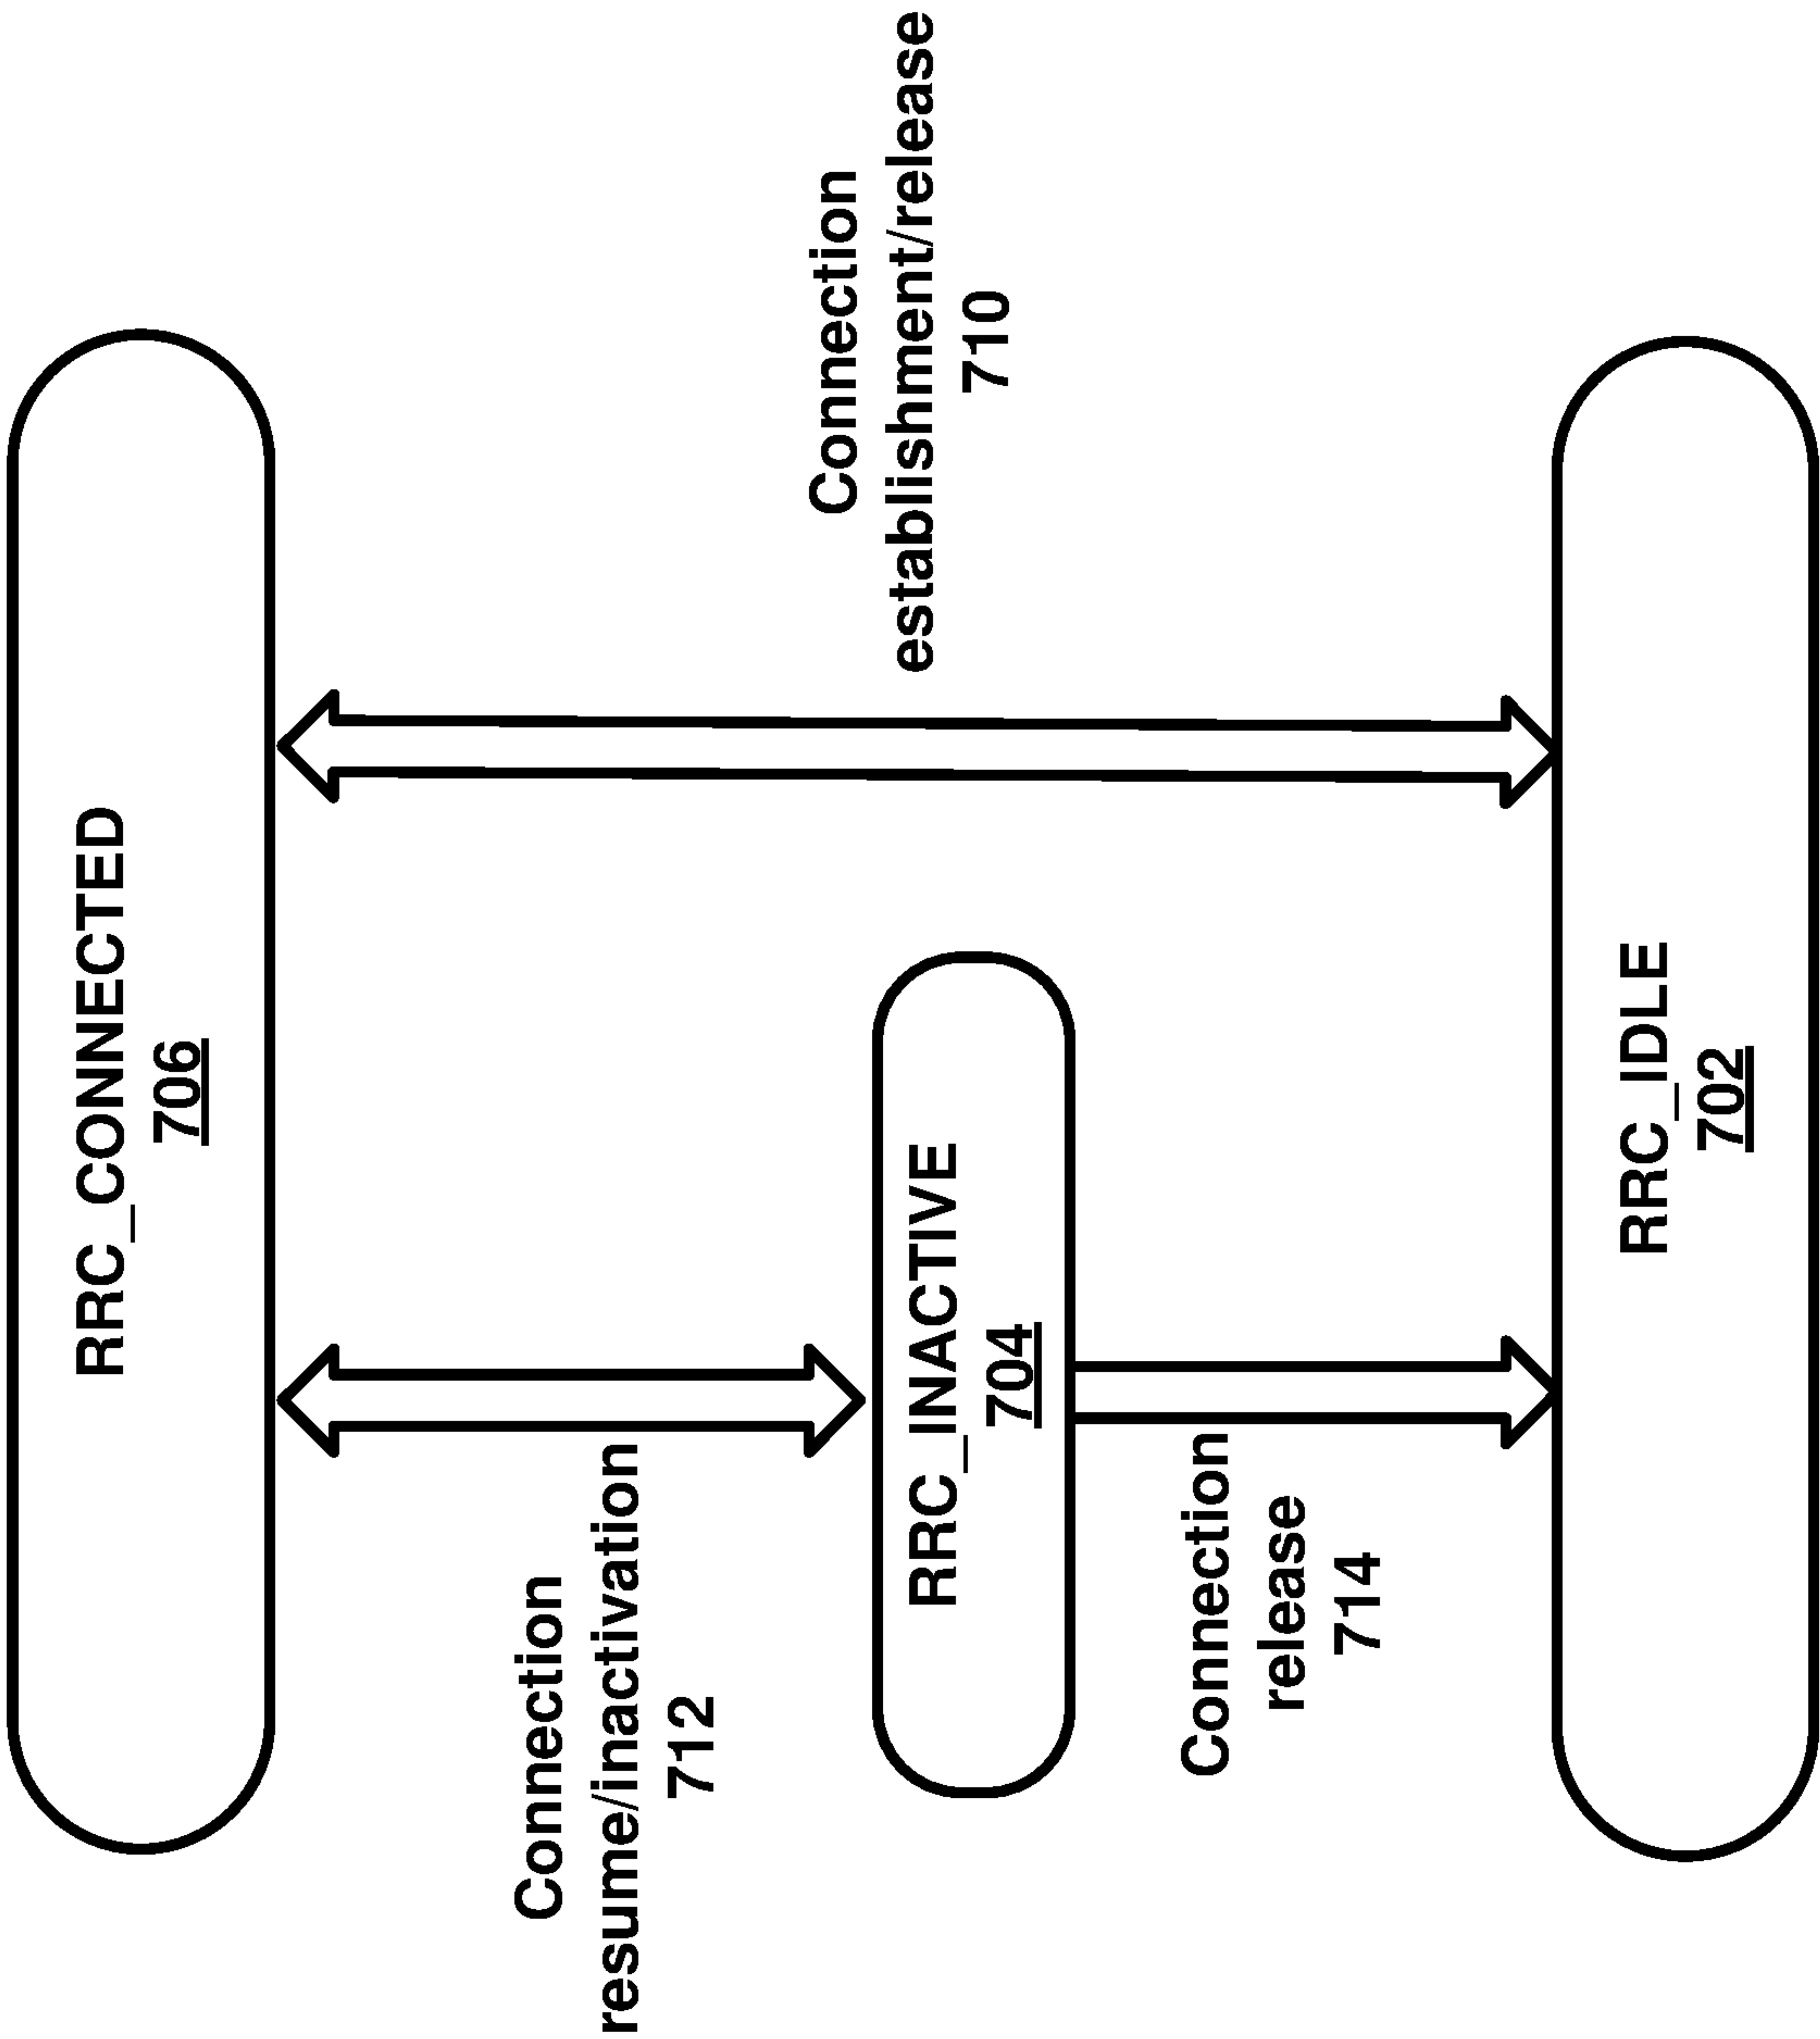 RRC_CONNECTED
706
Connection
resume/inactivation
712
Connection
establishment/release
710
RRC_INACTIVE
704
Connection
release
714
RRC_IDLE
702